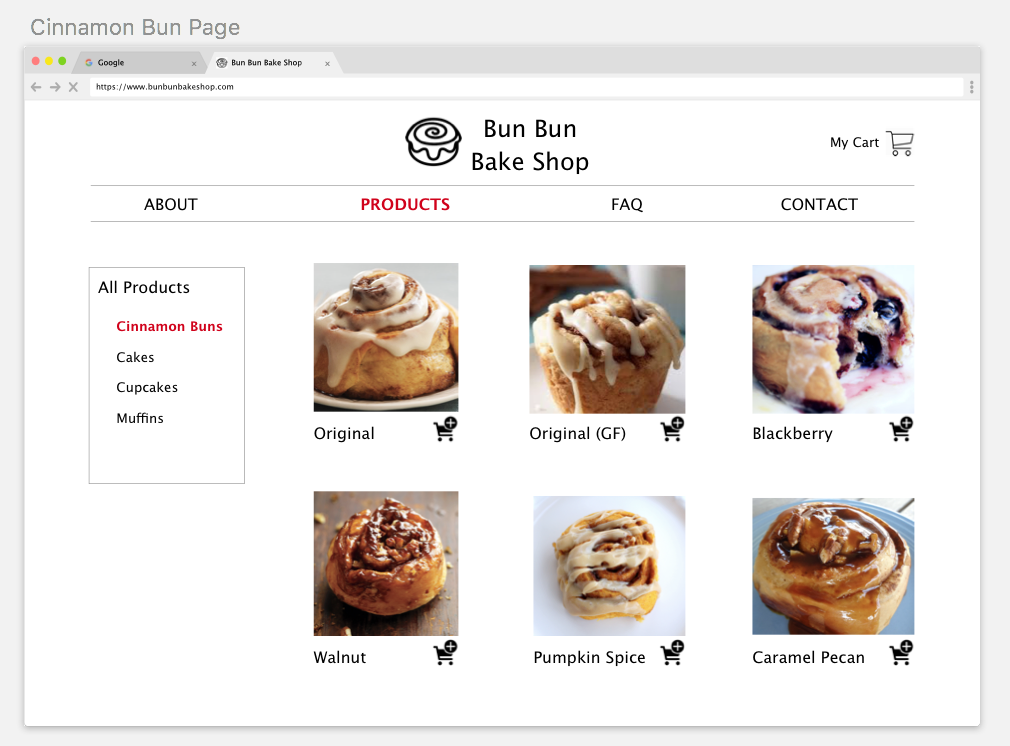 Cinnamon Bun Page
Google
Bun Bun Bake Shop
https://www.bunbunbakeshop.com
Bun Bun
Bake Shop
My Cart
ABOUT PRODUCTS FAQ CONTACT
All Products
Cinnamon Buns
Cakes
Cupcakes
Muffins
Original
Original (GF)
Blackberry
Walnut
Pumpkin Spice
Caramel Pecan